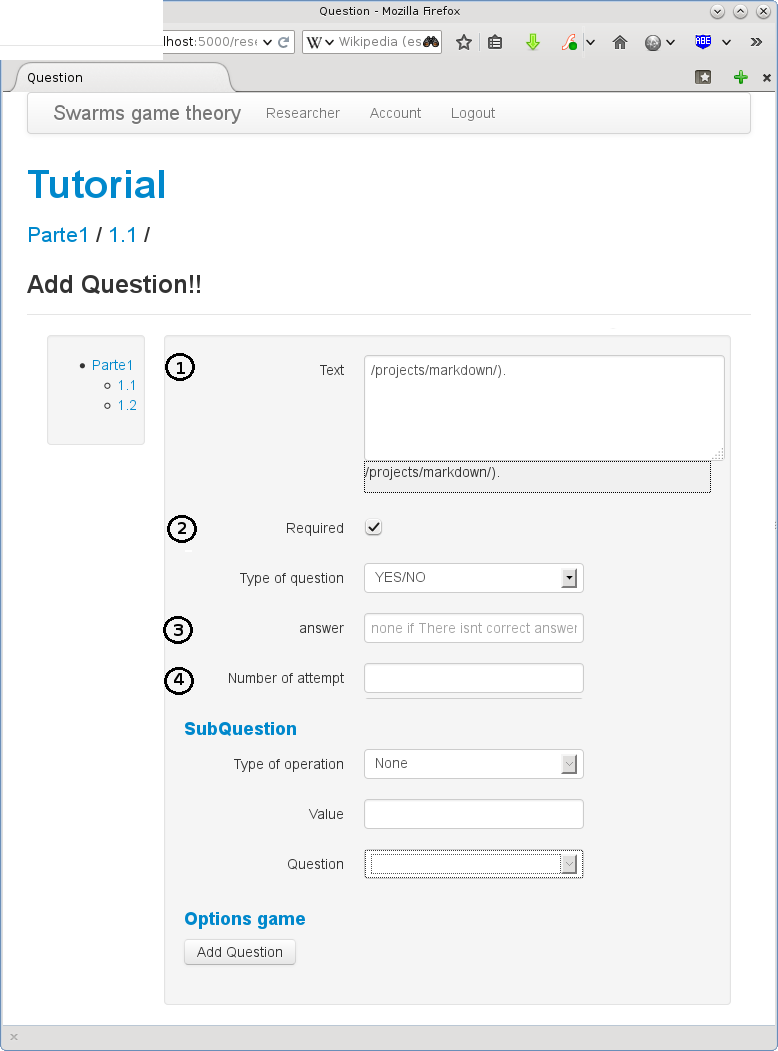 Question - Mozilla Firefox
lhost:5000/rese
W Wikipedia (es
ABE
Question
Swarms game theory Researcher Account Logout
Tutorial
Parte1 / 1.1 /
Add Question!!
Parte1
1.1
1.2
1 Text /projects/markdown/).
/projects/markdown/).
2 Required
Type of question YES/NO
3 answer none if There isnt correct answer
4 Number of attempt
SubQuestion
Type of operation None
Value
Question
Options game
Add Question